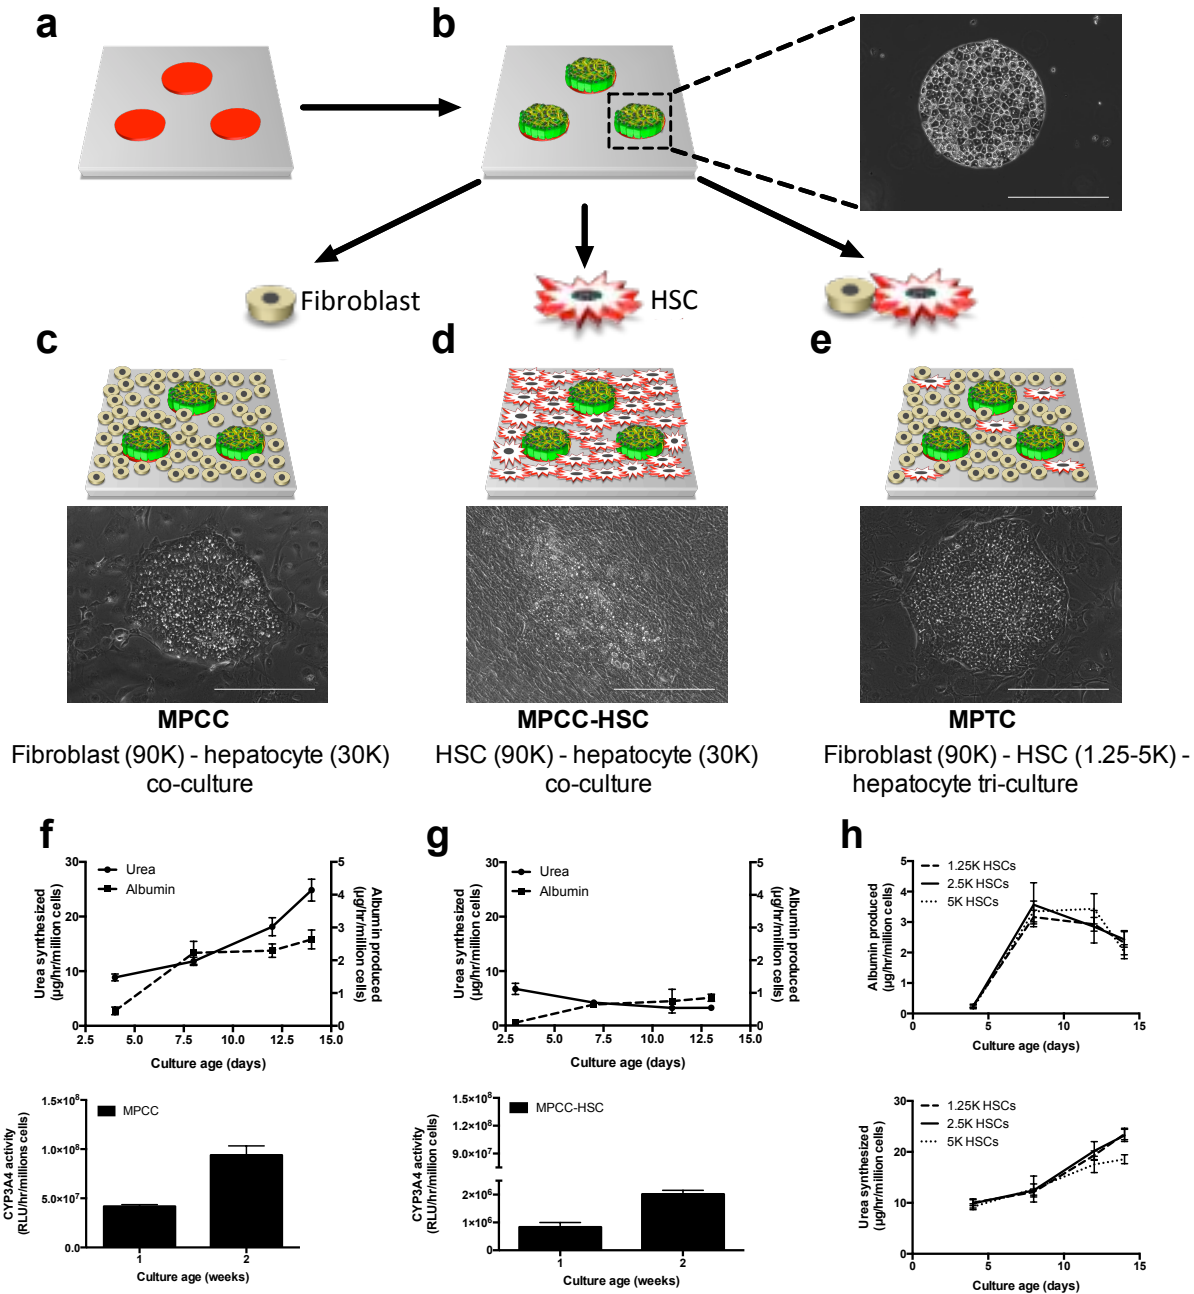 a
b
Fibroblast
HSC
c
d
e
MPCC
MPCC-HSC
MPTC
Fibroblast (90K) - hepatocyte (30K)
co-culture
HSC (90K) - hepatocyte (30K)
co-culture
Fibroblast (90K) - HSC (1.25-5K) -
hepatocyte tri-culture
f
Urea
Albumin
Urea synthesized
(µg/hr/million cells)
30
20
10
0
Albumin produced
(µg/hr/million cells)
5
4
3
2
1
0
2.5 5.0 7.5 10.0 12.5 15.0
Culture age (days)
MPCC
CYP3A4 activity
(RLU/hr/millions cells)
1.5×10⁸
1.0×10⁸
5.0×10⁷
0.0
1 2
Culture age (weeks)
g
Urea
Albumin
Urea synthesized
(µg/hr/million cells)
30
20
10
0
Albumin produced
(µg/hr/million cells)
5
4
3
2
1
0
2.5 5.0 7.5 10.0 12.5 15.0
Culture age (days)
MPCC-HSC
CYP3A4 activity
(RLU/hr/million cells)
1.5×10⁸
9.0×10⁷
2×10⁶
1×10⁶
0
1 2
Culture age (weeks)
h
1.25K HSCs
2.5K HSCs
5K HSCs
Albumin produced
(µg/hr/million cells)
5
4
3
2
1
0
0 5 10 15
Culture age (days)
1.25K HSCs
2.5K HSCs
5K HSCs
Urea synthesized
(µg/hr/million cells)
30
20
10
0
0 5 10 15
Culture age (days)